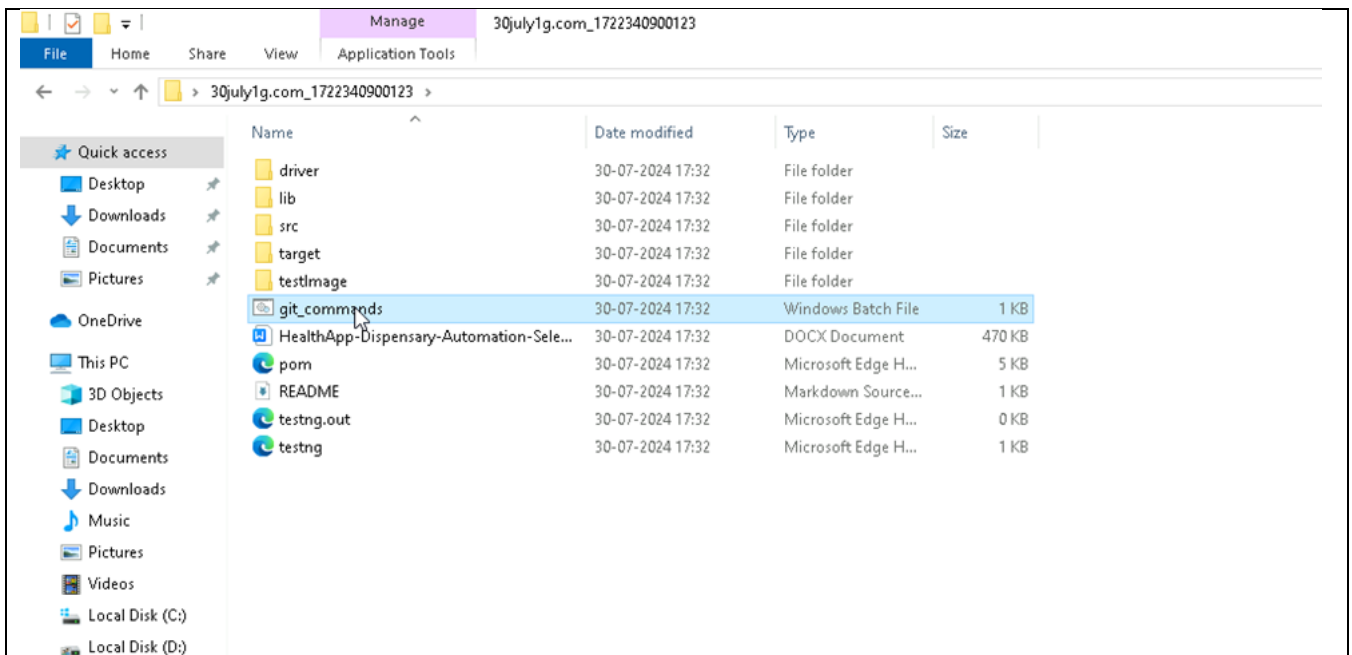 Manage 30july1g.com_1722340900123
File Home Share View Application Tools
30july1g.com_1722340900123
Name Date modified Type Size
Quick access
Desktop
Downloads
Documents
Pictures
OneDrive
This PC
3D Objects
Desktop
Documents
Downloads
Music
Pictures
Videos
Local Disk (C:)
Local Disk (D:)
driver 30-07-2024 17:32 File folder
lib 30-07-2024 17:32 File folder
src 30-07-2024 17:32 File folder
target 30-07-2024 17:32 File folder
testImage 30-07-2024 17:32 File folder
git_commands 30-07-2024 17:32 Windows Batch File 1 KB
HealthApp-Dispensary-Automation-Sele... 30-07-2024 17:32 DOCX Document 470 KB
pom 30-07-2024 17:32 Microsoft Edge H... 5 KB
README 30-07-2024 17:32 Markdown Source... 1 KB
testng.out 30-07-2024 17:32 Microsoft Edge H... 0 KB
testng 30-07-2024 17:32 Microsoft Edge H... 1 KB